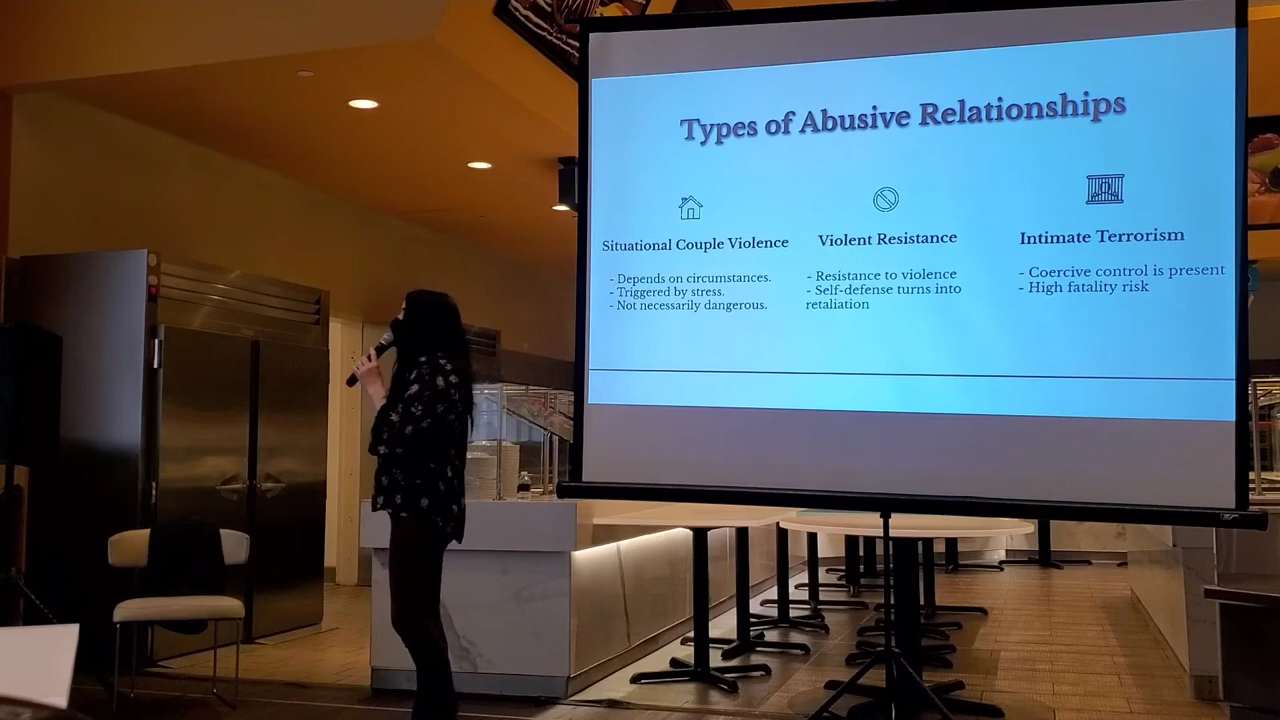 Types of Abusive Relationships
Situational Couple Violence
- Depends on circumstances.
- Triggered by stress.
- Not necessarily dangerous.
Violent Resistance
- Resistance to violence
- Self-defense turns into
retaliation
Intimate Terrorism
- Coercive control is present
- High fatality risk